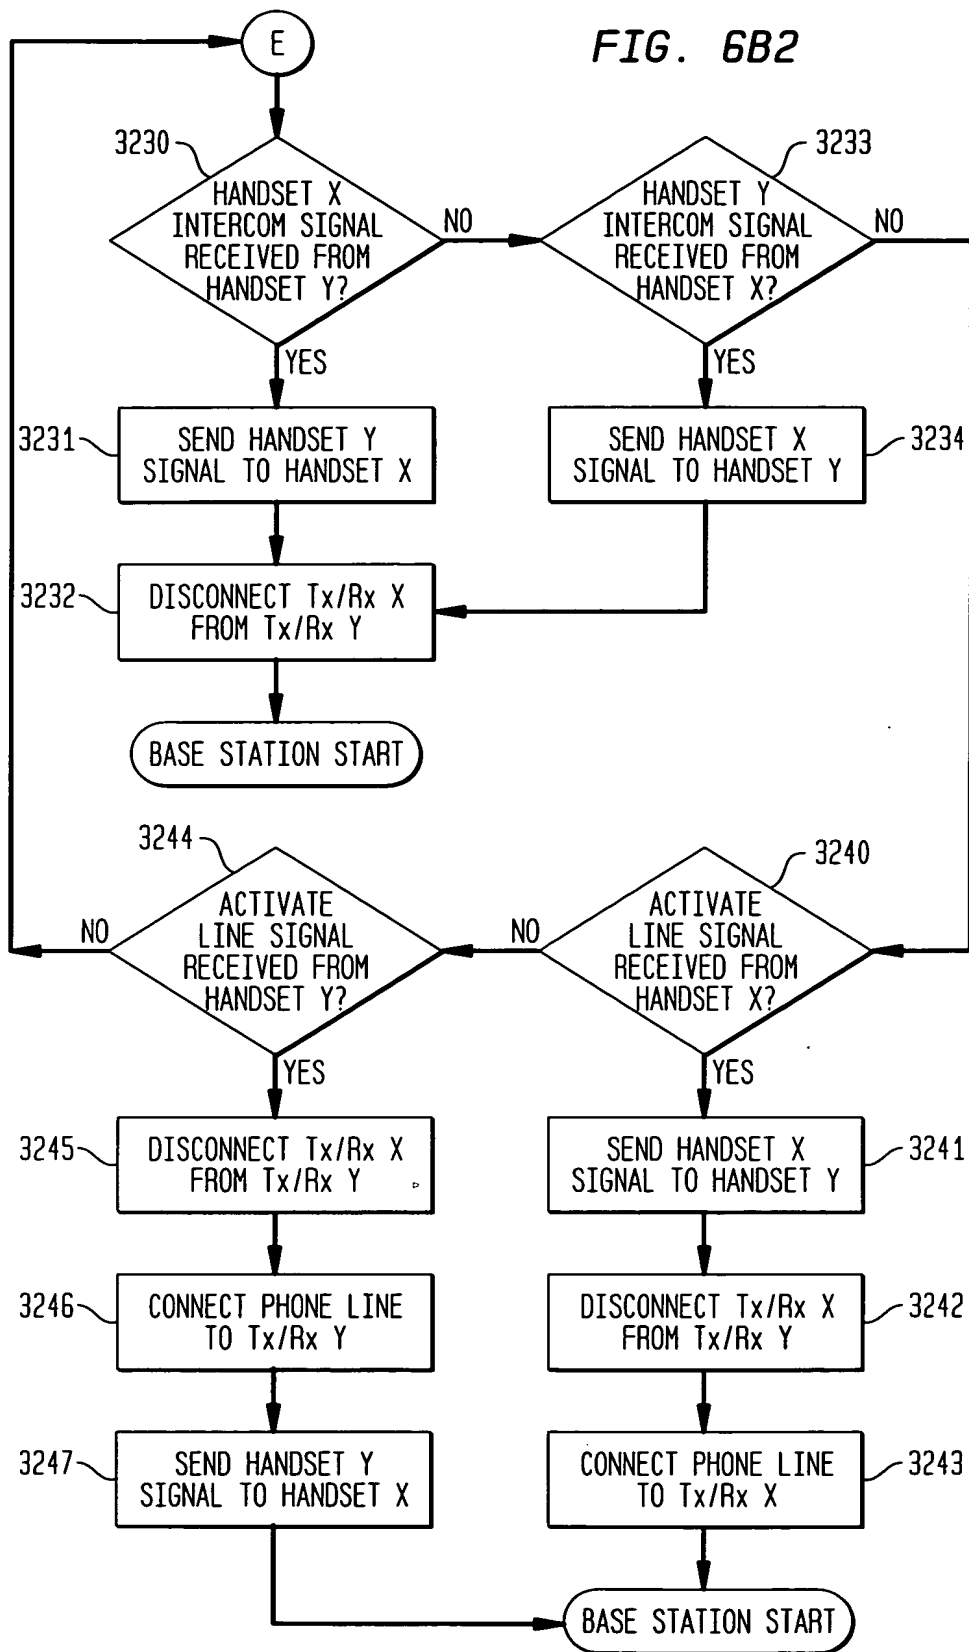 FIG. 6B2
E
3230
HANDSET X
INTERCOM SIGNAL
RECEIVED FROM
HANDSET Y?
NO
YES
3233
HANDSET Y
INTERCOM SIGNAL
RECEIVED FROM
HANDSET X?
NO
YES
3231
SEND HANDSET Y
SIGNAL TO HANDSET X
SEND HANDSET X
SIGNAL TO HANDSET Y
3234
3232
DISCONNECT Tx/Rx X
FROM Tx/Rx Y
BASE STATION START
3244
ACTIVATE
LINE SIGNAL
RECEIVED FROM
HANDSET Y?
NO
YES
3240
ACTIVATE
LINE SIGNAL
RECEIVED FROM
HANDSET X?
NO
YES
3245
DISCONNECT Tx/Rx X
FROM Tx/Rx Y
SEND HANDSET X
SIGNAL TO HANDSET Y
3241
3246
CONNECT PHONE LINE
TO Tx/Rx Y
DISCONNECT Tx/Rx X
FROM Tx/Rx Y
3242
3247
SEND HANDSET Y
SIGNAL TO HANDSET X
CONNECT PHONE LINE
TO Tx/Rx X
3243
BASE STATION START